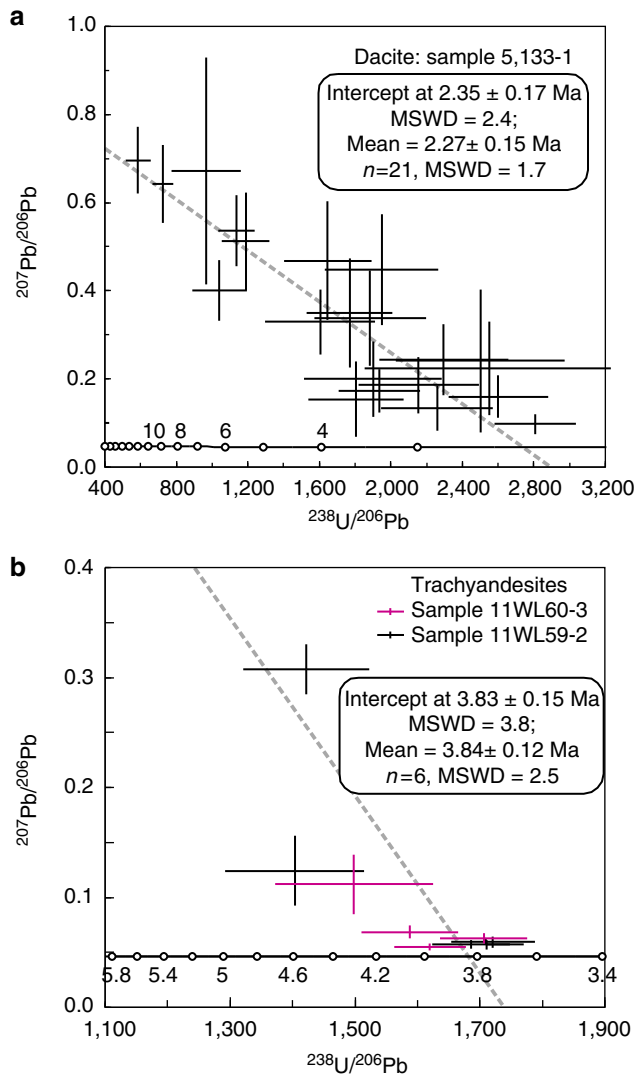 a
1.0
0.8
0.6
0.4
0.2
0.0
²⁰⁷Pb/²⁰⁶Pb
Dacite: sample 5,133-1
Intercept at 2.35 ± 0.17 Ma
MSWD = 2.4;
Mean = 2.27± 0.15 Ma
n=21, MSWD = 1.7
10 8 6 4
400 800 1,200 1,600 2,000 2,400 2,800 3,200
²³⁸U/²⁰⁶Pb
b
0.4
0.3
0.2
0.1
0.0
²⁰⁷Pb/²⁰⁶Pb
Trachyandesites
Sample 11WL60-3
Sample 11WL59-2
Intercept at 3.83 ± 0.15 Ma
MSWD = 3.8;
Mean = 3.84± 0.12 Ma
n=6, MSWD = 2.5
5.8 5.4 5 4.6 4.2 3.8 3.4
1,100 1,300 1,500 1,700 1,900
²³⁸U/²⁰⁶Pb